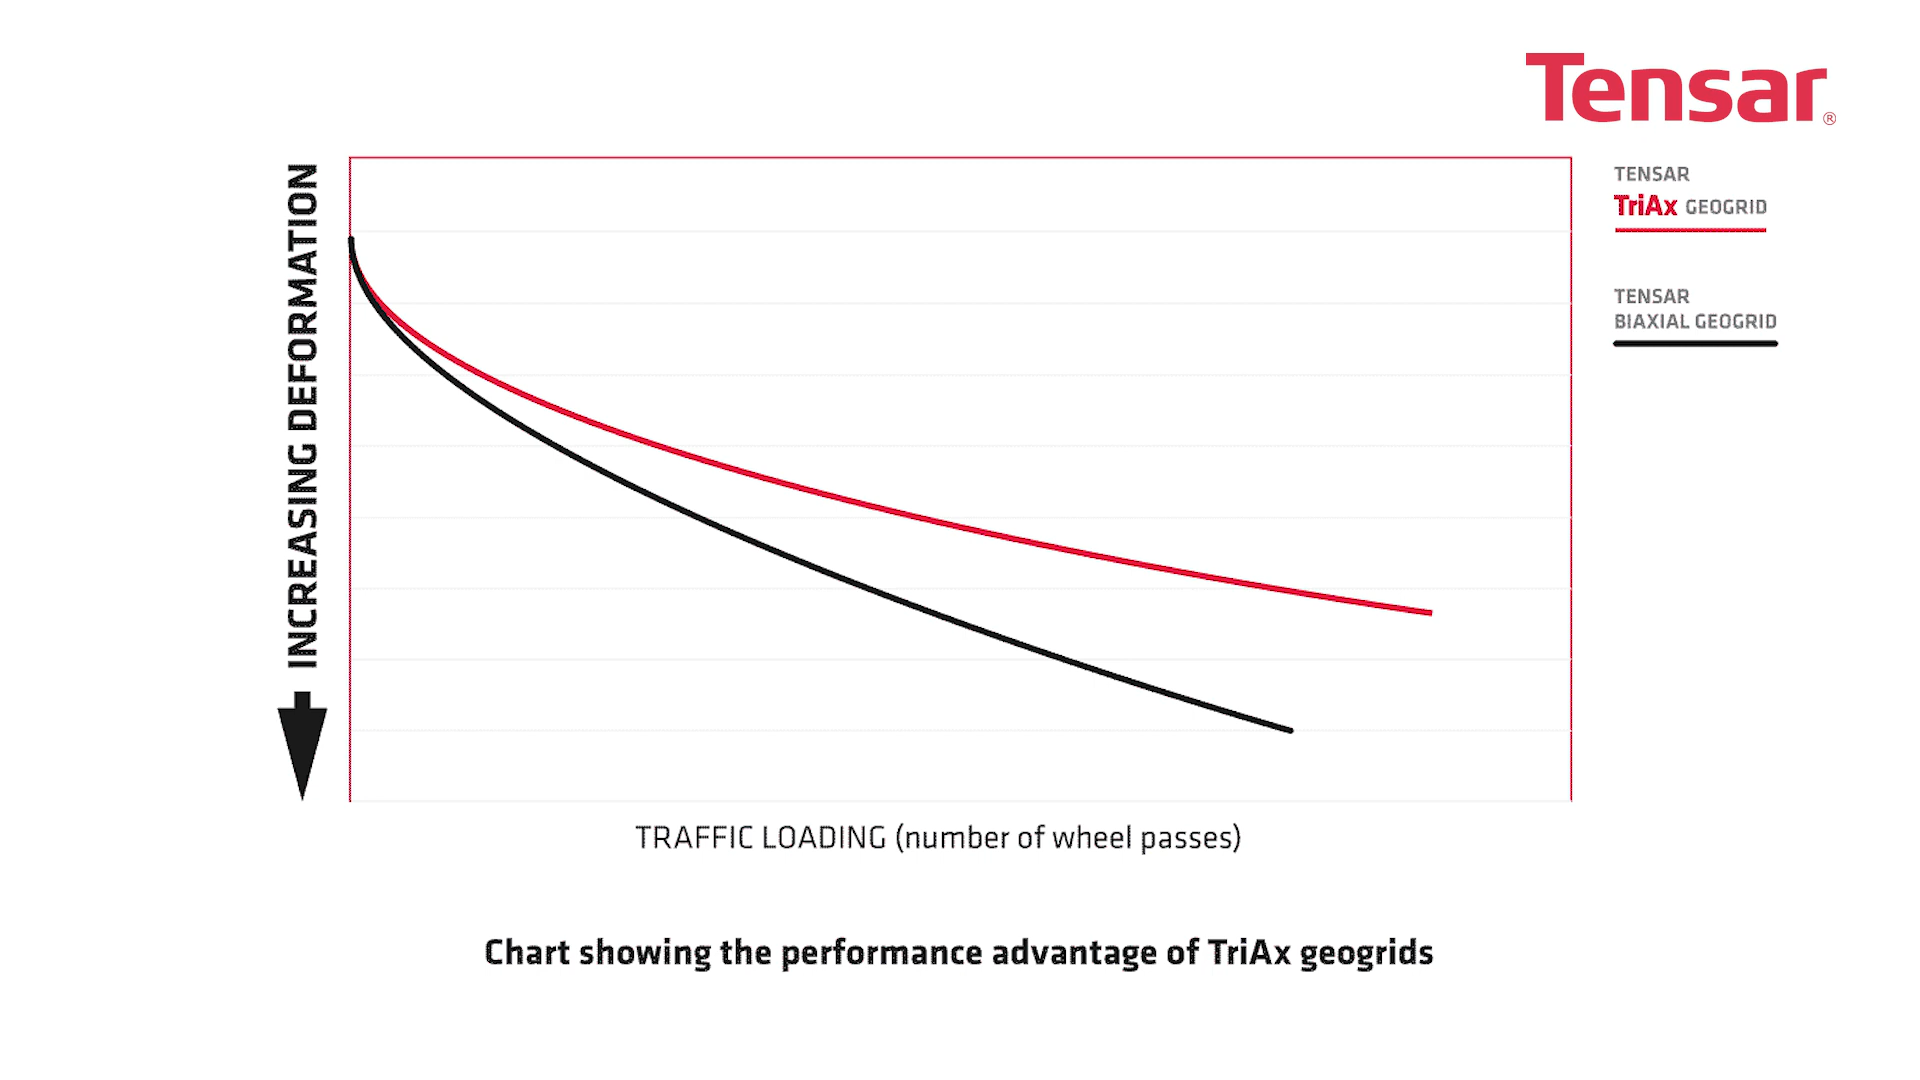 Tensar®
TENSAR
TriAx GEOGRID
TENSAR
BIAXIAL GEOGRID
INCREASING DEFORMATION
TRAFFIC LOADING (number of wheel passes)
Chart showing the performance advantage of TriAx geogrids